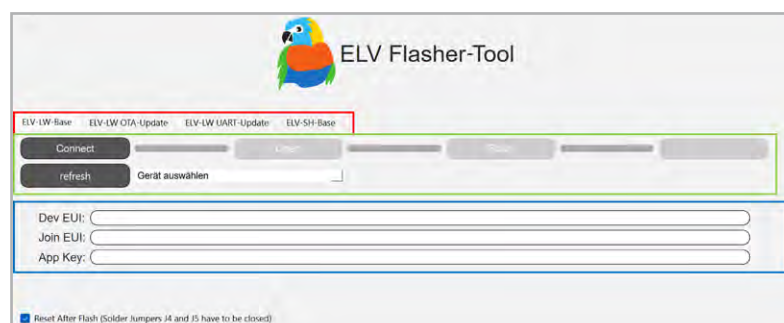 ELV Flasher-Tool
ELV-LW-Base ELV-LW OTA-Update ELV-LW UART-Update ELV-SH-Base
Connect
refresh Gerät auswählen
Dev EUI:
Join EUI:
App Key:
Reset After Flash (Solder Jumpers J4 and J5 have to be closed)